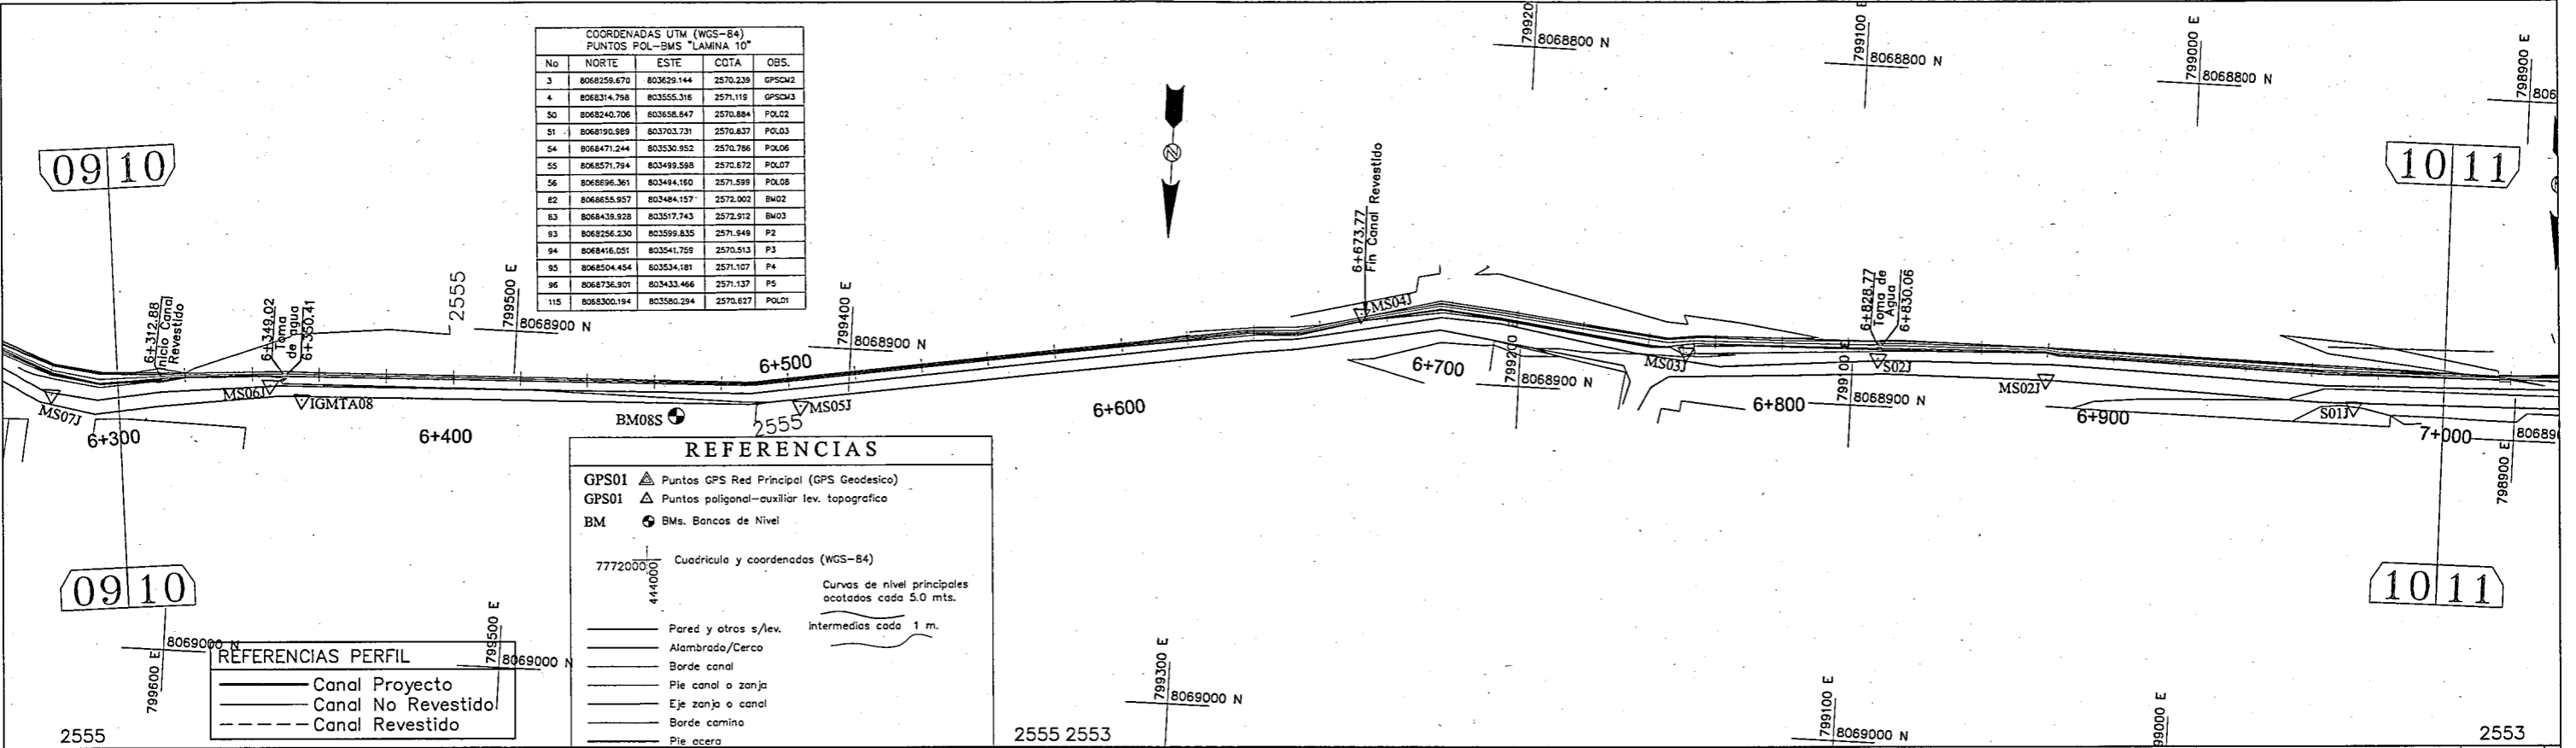 COORDENADAS UTM (WGS-84)
PUNTOS POL-BMS "LAMINA 10"
No NORTE ESTE COTA OBS.
3 8068259.670 803629.144 2570.239 GPSCM2
4 8068314.798 803555.316 2571.119 GPSCM3
50 8068240.706 803658.847 2570.884 POL02
51 8068190.989 803703.731 2570.837 POL03
54 8068471.244 803530.952 2570.786 POL06
55 8068571.794 803499.598 2570.672 POL07
56 8068696.361 803494.160 2571.599 POL08
82 8068655.957 803484.157 2572.002 BM02
83 8068439.928 803517.743 2572.912 BM03
93 8068256.230 803599.835 2571.949 P2
94 8068416.051 803541.759 2570.513 P3
95 8068504.454 803534.181 2571.107 P4
96 8068736.901 803433.466 2571.137 P5
115 8068300.194 803580.294 2570.627 POL01
79920
8068800 N
799100 E
8068800 N
799000 E
8068800 N
798900 E
806
09 10
10 11
6+312.88
Inicio Canal
Revestido
6+349.02
Toma
de agua
6+350.41
2555
799500 E
8068900 N
799400 E
8068900 N
6+673.77
Fin Canal Revestido
6+828.77
Toma de
Agua
6+830.06
MS04J
6+500
MS07J
MS06J
IGMTA08
BM08S
MS05J
2555
6+300
6+400
6+600
6+700
799200 E
8068900 N
MS03J
799100 E
8068900 N
S02J
6+800
MS02J
6+900
S01J
7+000
80689
798900 E
REFERENCIAS
GPS01 Puntos GPS Red Principal (GPS Geodesico)
GPS01 Puntos poligonal-auxiliar lev. topografico
BM BMs. Bancos de Nivel
7772000
444000
Cuadricula y coordenadas (WGS-84)
Curvas de nivel principales
acotados cada 5.0 mts.
intermedias cada 1 m.
Pared y otros s/lev.
Alambrado/Cerco
Borde canal
Pie canal o zanja
Eje zanja o canal
Borde camino
Pie acera
09 10
10 11
8069000 N
799600 E
799500 E
8069000 N
REFERENCIAS PERFIL
Canal Proyecto
Canal No Revestido
Canal Revestido
799300 E
8069000 N
799100 E
8069000 N
99000 E
2555
2555 2553
2553